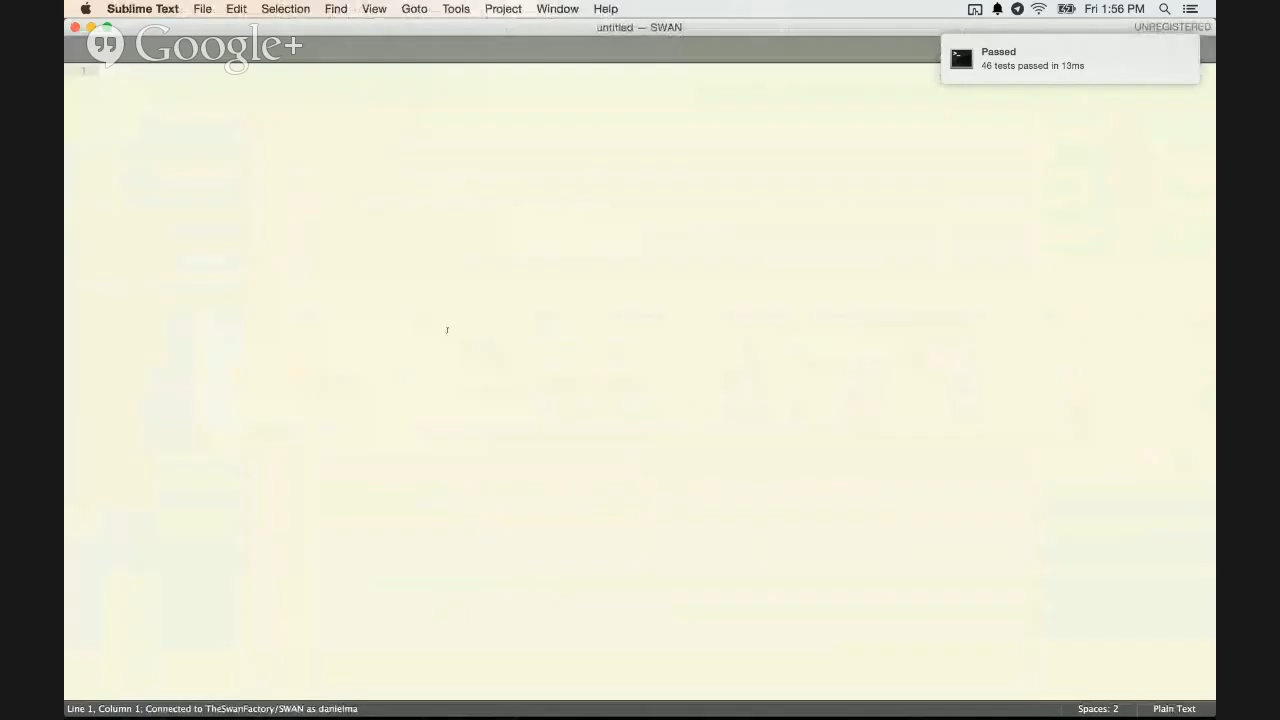 Sublime Text File Edit Selection Find View Goto Tools Project Window Help Fri 1:56 PM
untitled — SWAN UNREGISTERED
Google+
Passed
46 tests passed in 13ms
1
Line 1, Column 1; Connected to TheSwanFactory/SWAN as danielma Spaces: 2 Plain Text